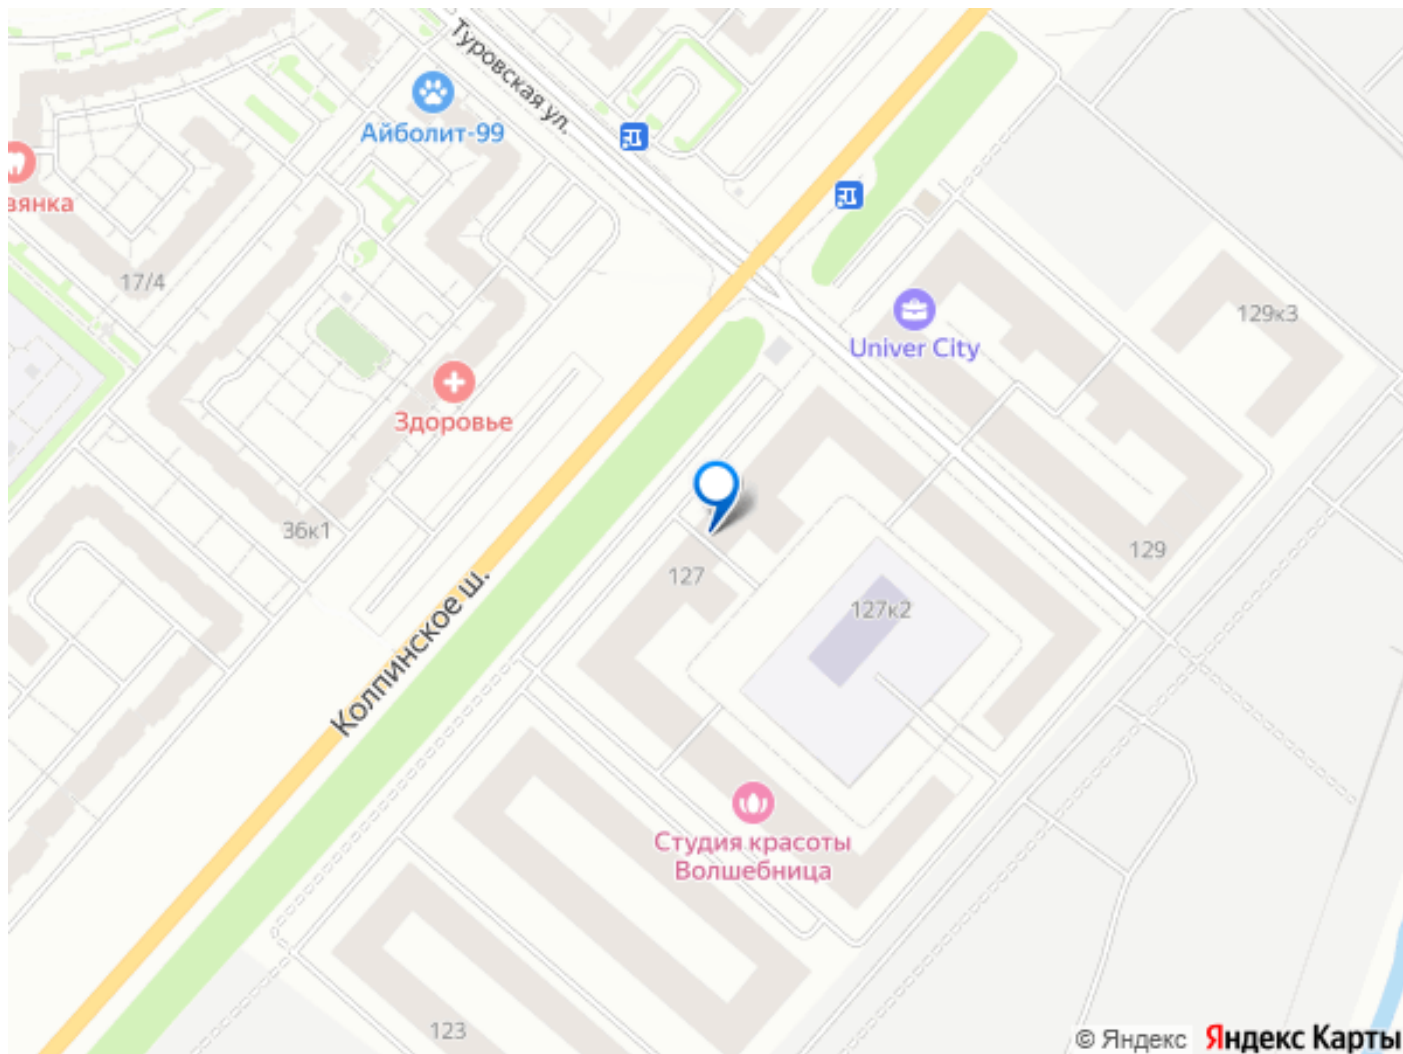 Туровская ул.
Айболит-99
вянка
17/4
129к3
Univer City
Здоровье
36к1
129
127
127к2
Колпинское ш.
Студия красоты
Волшебница
123
© Яндекс Яндекс Карты